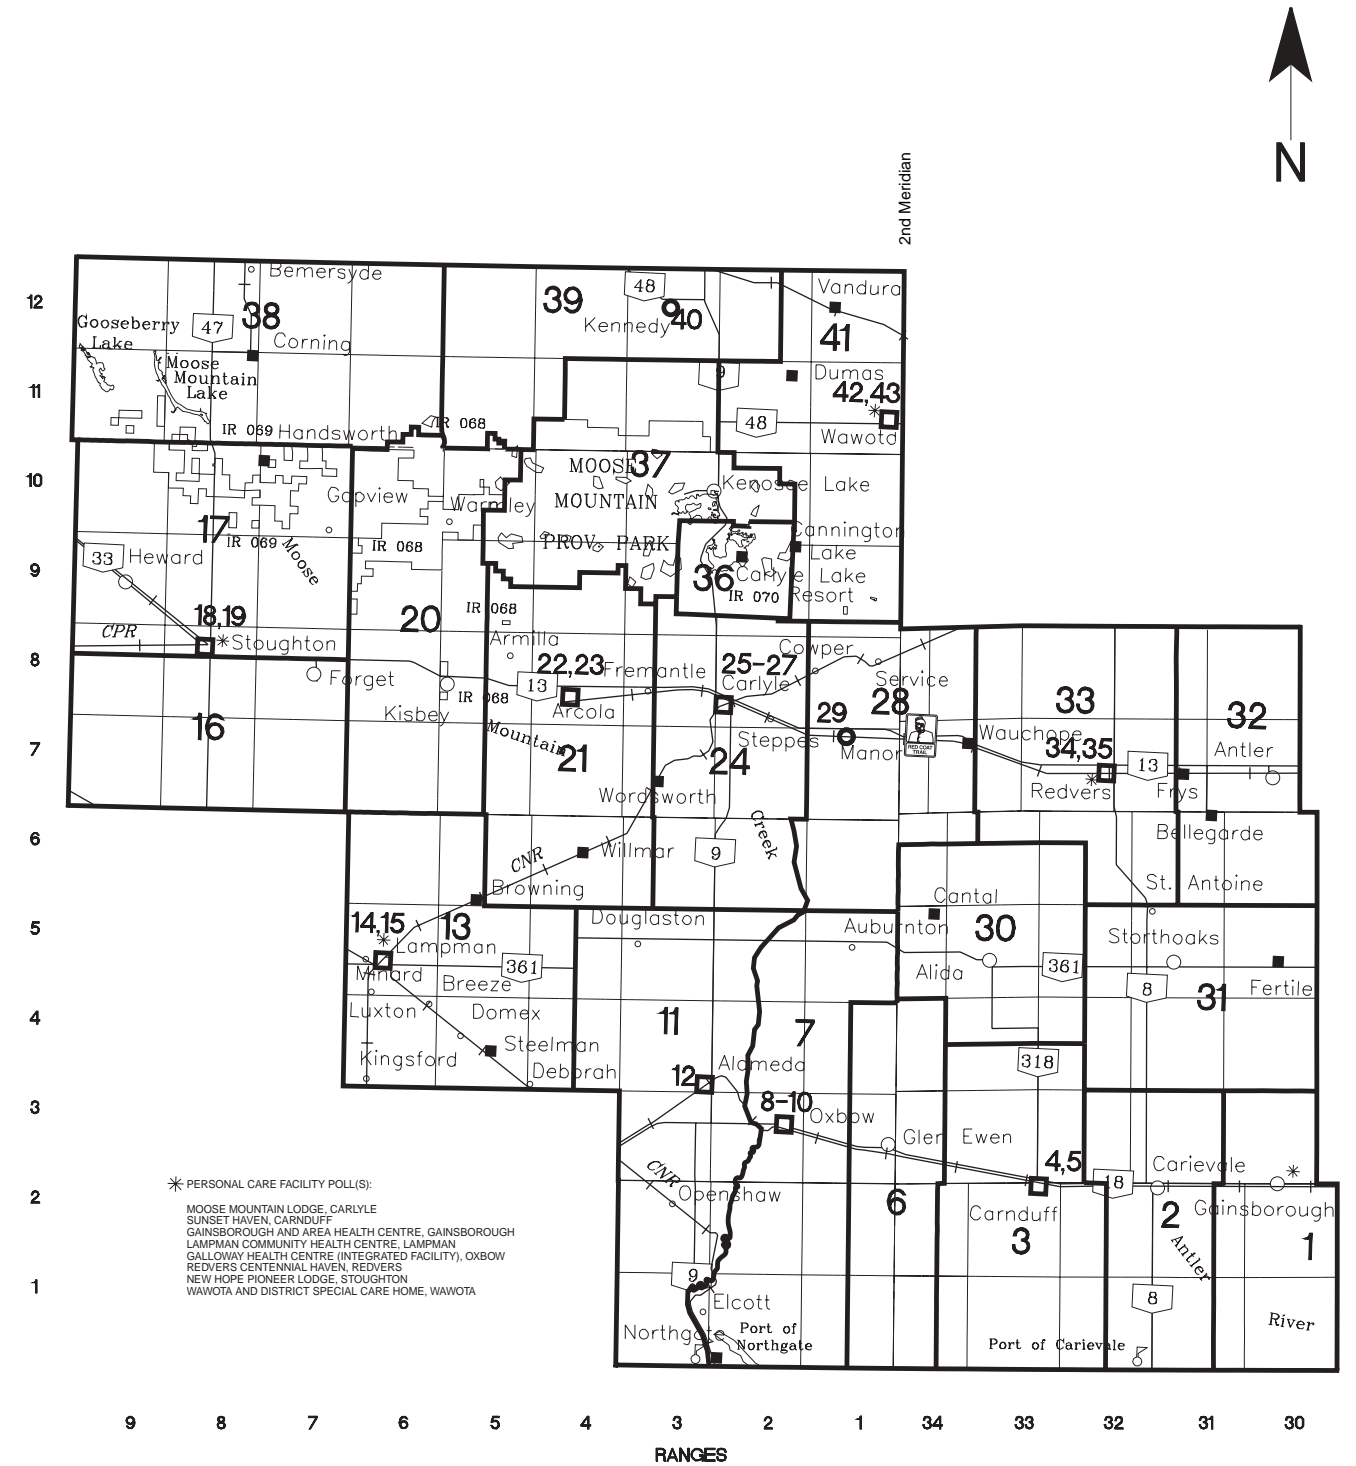 N
2nd Meridian
12
Bemersyde
39
48
9
40
Kennedy
Vandura
41
Gooseberry
Lake
47
38
Corning
Moose
Mountain
Lake
11
9
Dumas
42,43
48
Wawota
IR 069
Handsworth
IR 068
10
MOOSE
37
MOUNTAIN
PROV. PARK
Kenosee Lake
Gapview
Warmley
17
IR 069
Moose
IR 068
Cannington
Lake
33
Heward
9
36
Carlyle Lake
Resort
IR 070
18,19
CPR
Stoughton
20
IR 068
Armilla
8
Forget
Kisbey
IR 068
13
22,23
Fremantle
Arcola
25-27
Carlyle
Cowper
Service
28
29
Manor
RED COAT
TRAIL
33
32
Wauchope
34,35
13
Antler
Redvers
Frys
7
16
Mountain
21
24
Steppes
Wordsworth
Creek
Bellegarde
6
CNR
Willmar
9
Browning
Cantal
St. Antoine
5
14,15
13
Lampman
361
Minard
Breeze
Douglaston
Auburnton
30
Alida
361
Storthoaks
8
31
Fertile
4
Luxton
Domex
Steelman
Kingsford
Deborah
11
7
12
Alameda
318
3
8-10
Oxbow
Glen Ewen
4,5
Carievale
2
CNR
Openshaw
6
18
Carnduff
3
2
Gainsborough
1
Antler
1
9
Elcott
8
River
Northgate
Port of
Northgate
Port of Carievale
PERSONAL CARE FACILITY POLL(S):
MOOSE MOUNTAIN LODGE, CARLYLE
SUNSET HAVEN, CARNDUFF
GAINSBOROUGH AND AREA HEALTH CENTRE, GAINSBOROUGH
LAMPMAN COMMUNITY HEALTH CENTRE, LAMPMAN
GALLOWAY HEALTH CENTRE (INTEGRATED FACILITY), OXBOW
REDVERS CENTENNIAL HAVEN, REDVERS
NEW HOPE PIONEER LODGE, STOUGHTON
WAWOTA AND DISTRICT SPECIAL CARE HOME, WAWOTA
9 8 7 6 5 4 3 2 1 34 33 32 31 30
RANGES